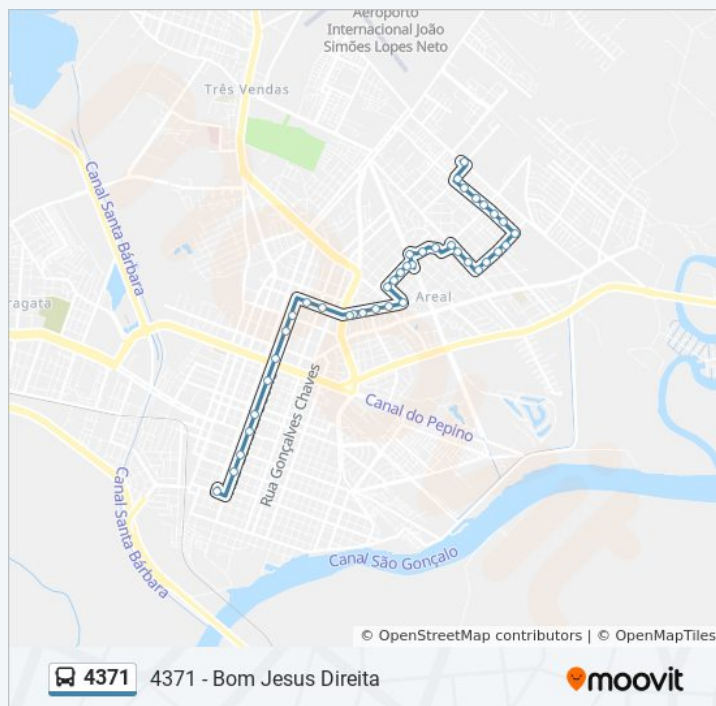 Aeroporto
Internacional João
Simões Lopes Neto
Três Vendas
Canal Santa Bárbara
Areal
ragata
Rua Gonçalves Chaves
Canal do Pepino
Canal Santa Bárbara
Canal São Gonçalo
© OpenStreetMap contributors | © OpenMapTiles
4371
4371 - Bom Jesus Direita
moovit